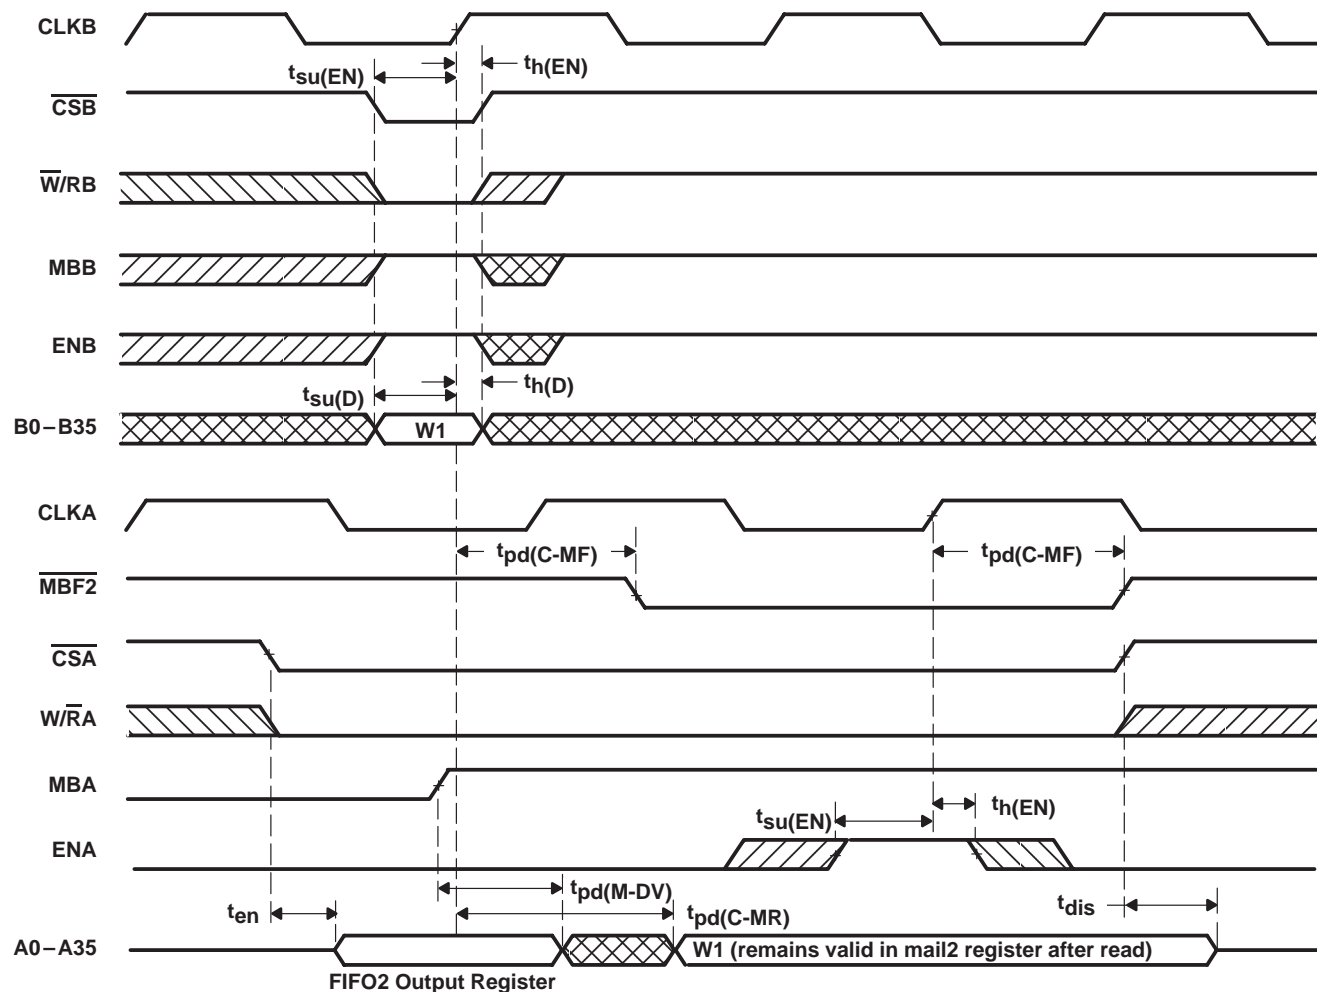 CLKB
tsu(EN)
th(EN)
CSB
W/RB
MBB
ENB
tsu(D)
th(D)
B0–B35
W1
CLKA
tpd(C-MF)
tpd(C-MF)
MBF2
CSA
W/RA
MBA
tsu(EN)
th(EN)
ENA
tpd(M-DV)
ten
tpd(C-MR)
tdis
A0–A35
W1 (remains valid in mail2 register after read)
FIFO2 Output Register